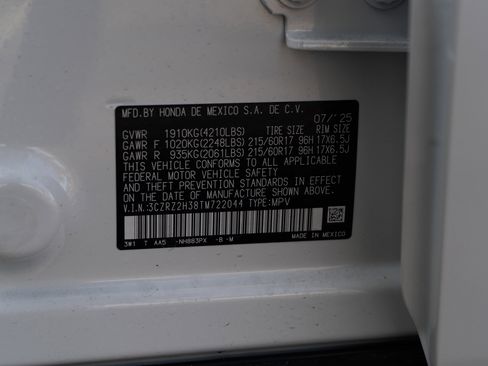 MFD.BY HONDA DE MEXICO S.A. DE C.V.
07/'25
GVWR 1910KG(4210LBS) TIRE SIZE RIM SIZE
GAWR F 1020KG(2248LBS) 215/60R17 96H 17X6.5J
GAWR R 935KG(2061LBS) 215/60R17 96H 17X6.5J
THIS VEHICLE CONFORMS TO ALL APPLICABLE
FEDERAL MOTOR VEHICLE SAFETY
AND THEFT PREVENTION STANDARDS IN EFFECT
ON THE DATE OF MANUFACTURE SHOWN ABOVE.
V.I.N.:3CZRZ2H38TM722044 TYPE:MPV
3W1 T AA5 -NH883PX -B -M MADE IN MEXICO